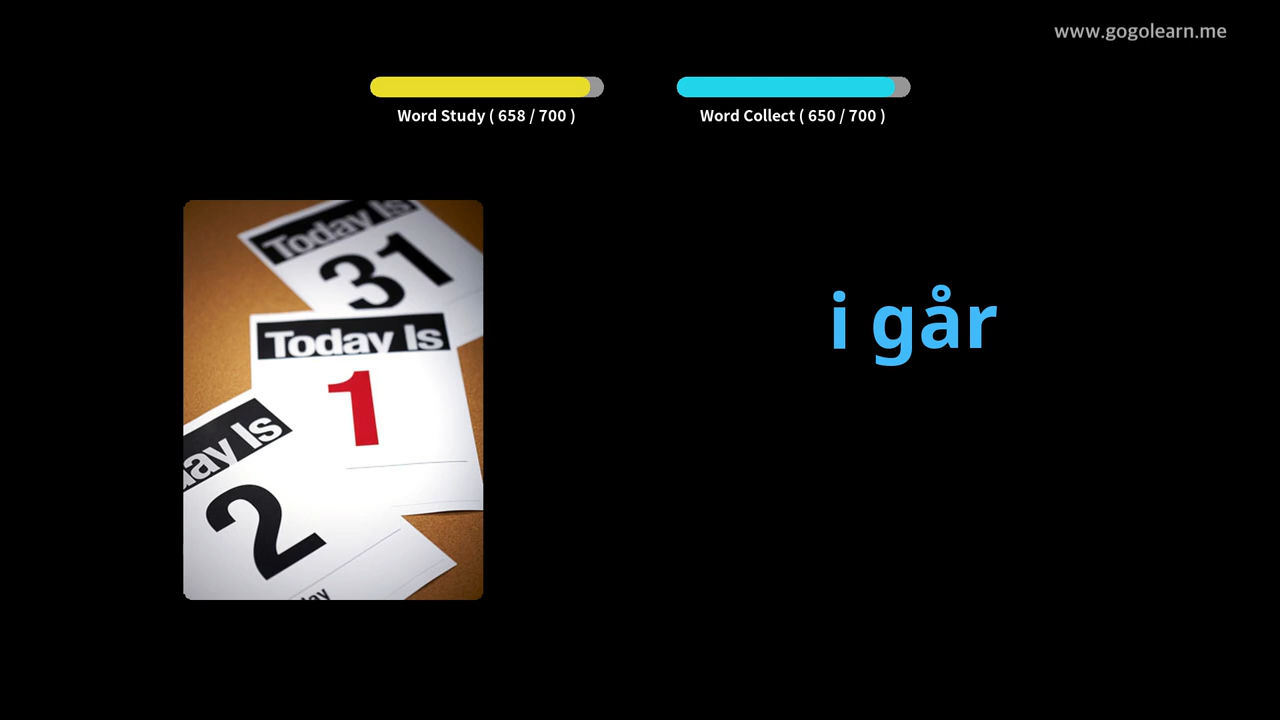 www.gogolearn.me
Word Study ( 658 / 700 )
Word Collect ( 650 / 700 )
Today Is
31
Today Is
1
ay Is
2
i går